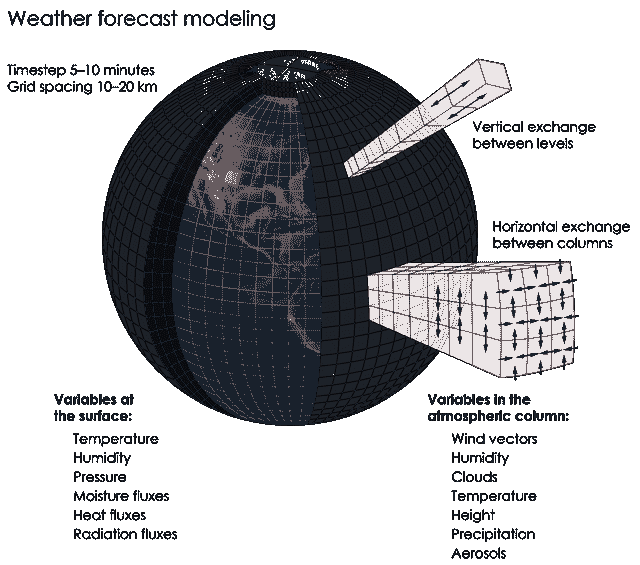 Weather forecast modeling
Timestep 5–10 minutes
Grid spacing 10–20 km
Vertical exchange
between levels
Horizontal exchange
between columns
Variables at
the surface:
Temperature
Humidity
Pressure
Moisture fluxes
Heat fluxes
Radiation fluxes
Variables in the
atmospheric column:
Wind vectors
Humidity
Clouds
Temperature
Height
Precipitation
Aerosols